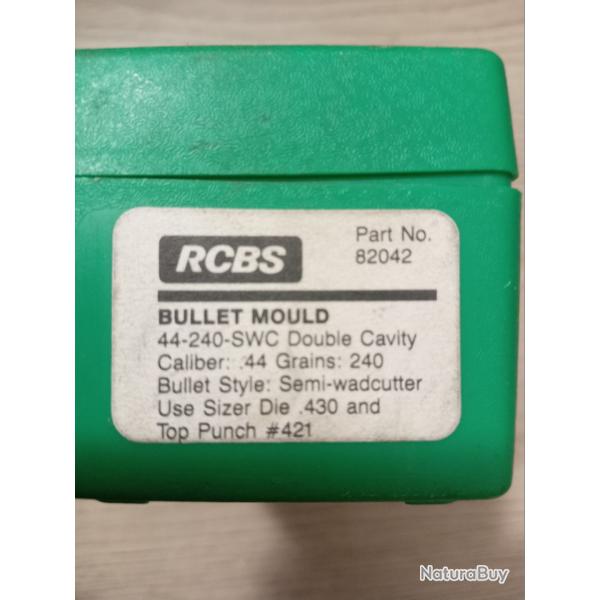 RCBS
Part No.
82042
BULLET MOULD
44-240-SWC Double Cavity
Caliber: .44 Grains: 240
Bullet Style: Semi-wadcutter
Use Sizer Die .430 and
Top Punch #421
NaturaBuy